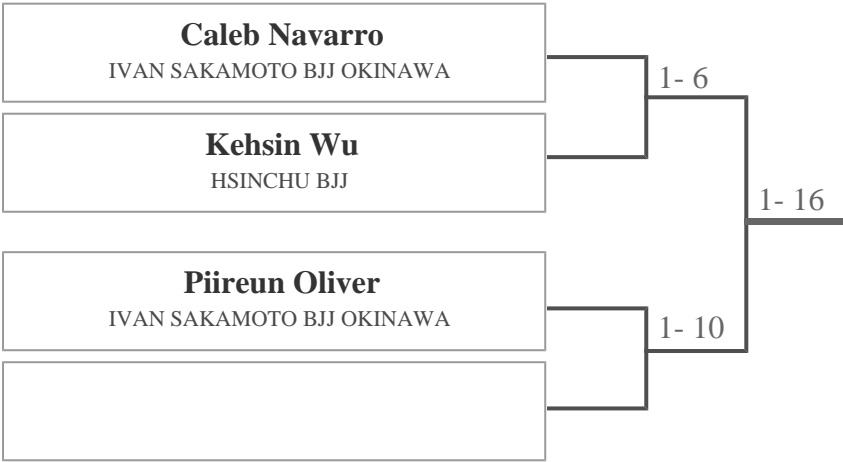 Caleb Navarro
IVAN SAKAMOTO BJJ OKINAWA
1- 6
Kehsin Wu
HSINCHU BJJ
1- 16
Piireun Oliver
IVAN SAKAMOTO BJJ OKINAWA
1- 10